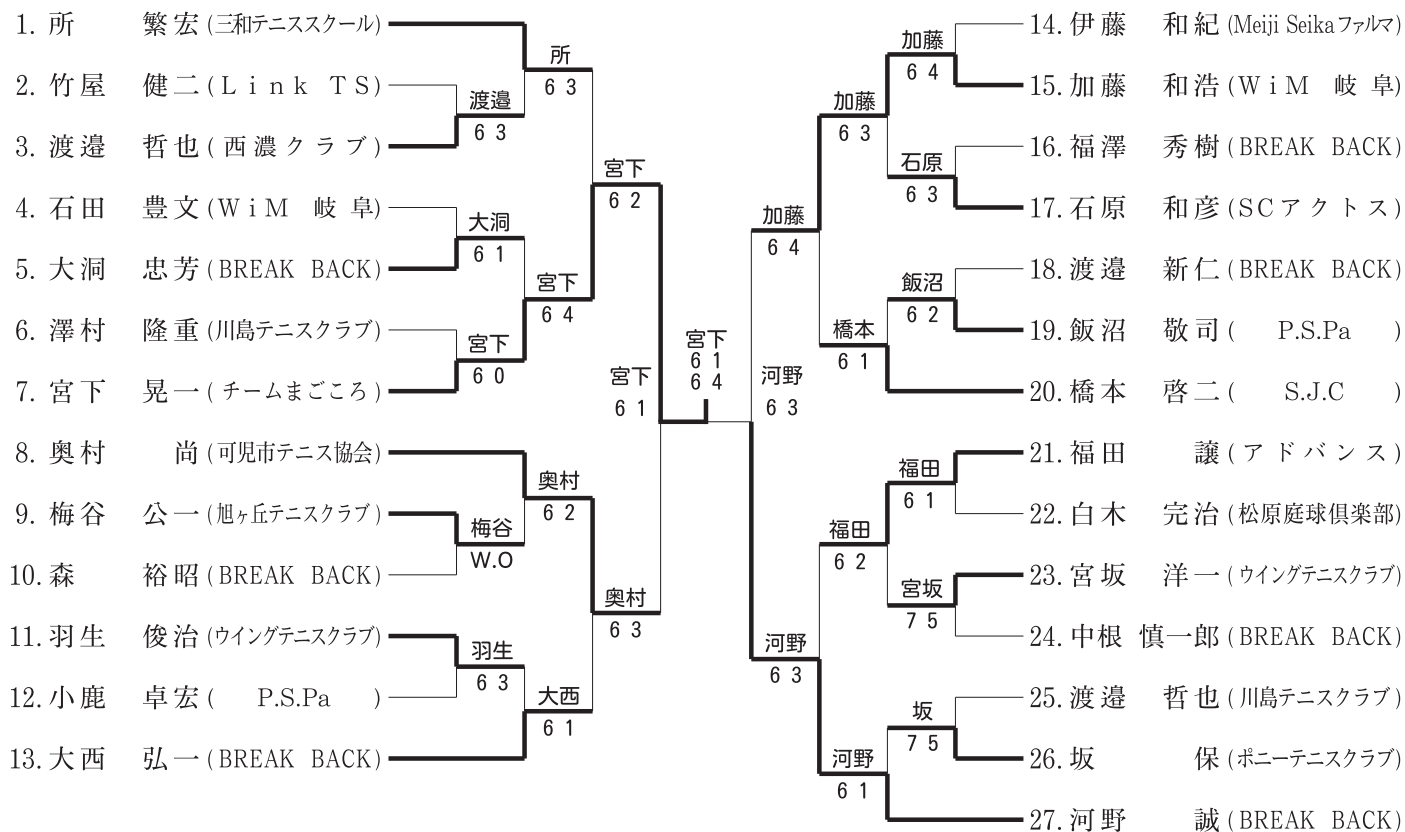 1. 所 繁宏 (三和テニススクール)
2. 竹屋 健二 (Link TS)
3. 渡邉 哲也 (西濃クラブ)
4. 石田 豊文 (WiM 岐阜)
5. 大洞 忠芳 (BREAK BACK)
6. 澤村 隆重 (川島テニスクラブ)
7. 宮下 晃一 (チームまごころ)
8. 奥村 尚 (可児市テニス協会)
9. 梅谷 公一 (旭ヶ丘テニスクラブ)
10. 森 裕昭 (BREAK BACK)
11. 羽生 俊治 (ウイングテニスクラブ)
12. 小鹿 卓宏 (P.S.Pa)
13. 大西 弘一 (BREAK BACK)
渡邉
6 3
大洞
6 1
宮下
6 0
梅谷
W.O
羽生
6 3
所
6 3
宮下
6 4
奥村
6 2
大西
6 1
宮下
6 2
奥村
6 3
宮下
6 1
宮下
6 1
6 4
河野
6 3
加藤
6 4
河野
6 3
加藤
6 3
橋本
6 1
福田
6 2
河野
6 1
加藤
6 4
石原
6 3
飯沼
6 2
福田
6 1
宮坂
7 5
坂
7 5
14. 伊藤 和紀 (Meiji Seikaファルマ)
15. 加藤 和浩 (WiM 岐阜)
16. 福澤 秀樹 (BREAK BACK)
17. 石原 和彦 (SCアクトス)
18. 渡邉 新仁 (BREAK BACK)
19. 飯沼 敬司 (P.S.Pa)
20. 橋本 啓二 (S.J.C)
21. 福田 譲 (アドバンス)
22. 白木 完治 (松原庭球倶楽部)
23. 宮坂 洋一 (ウイングテニスクラブ)
24. 中根 慎一郎 (BREAK BACK)
25. 渡邉 哲也 (川島テニスクラブ)
26. 坂 保 (ポニーテニスクラブ)
27. 河野 誠 (BREAK BACK)